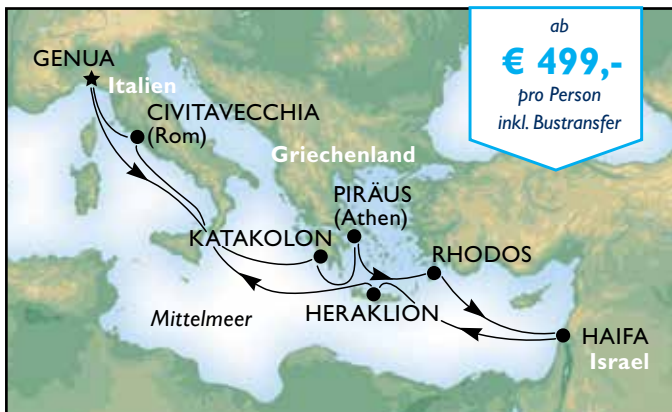 ab
€ 499,-
pro Person
inkl. Bustransfer
GENUA
Italien
CIVITAVECCHIA
(Rom)
Griechenland
PIRÄUS
(Athen)
KATAKOLON
RHODOS
HERAKLION
Mittelmeer
HAIFA
Israel